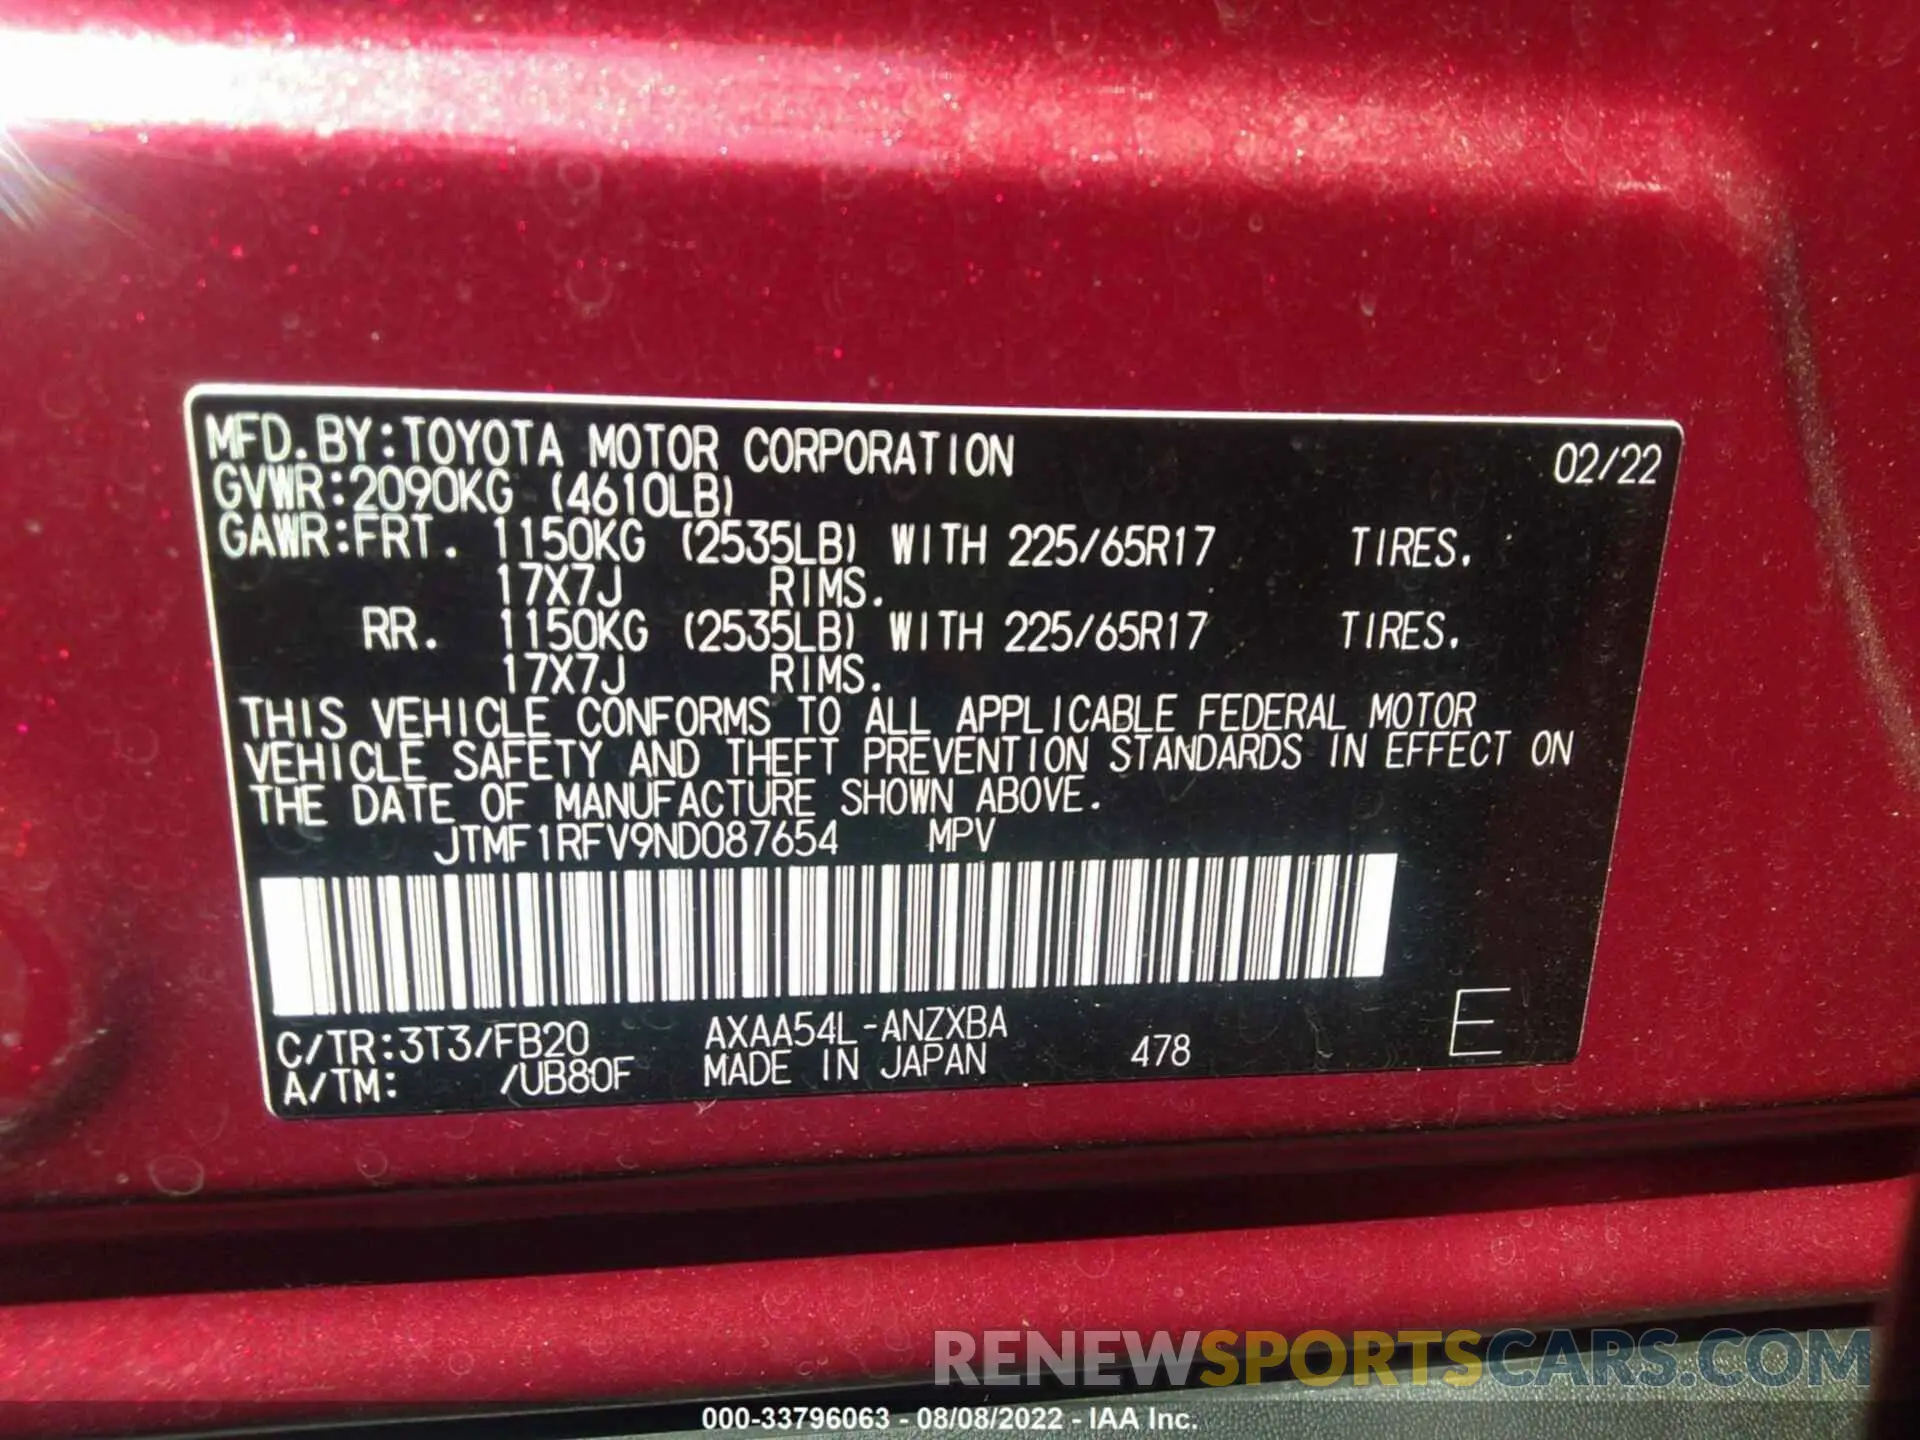 MFD.BY:TOYOTA MOTOR CORPORATION 02/22
GVWR:2090KG (4610LB)
GAWR:FRT. 1150KG (2535LB) WITH 225/65R17 TIRES.
17X7J RIMS.
RR. 1150KG (2535LB) WITH 225/65R17 TIRES.
17X7J RIMS.
THIS VEHICLE CONFORMS TO ALL APPLICABLE FEDERAL MOTOR
VEHICLE SAFETY AND THEFT PREVENTION STANDARDS IN EFFECT ON
THE DATE OF MANUFACTURE SHOWN ABOVE.
JTMF1RFV9ND087654 MPV
C/TR:3T3/FB20 AXAA54L-ANZXBA
A/TM: /UB80F MADE IN JAPAN 478 E
RENEWSPORTSCARS.COM
000-33796063 - 08/08/2022 - IAA Inc.